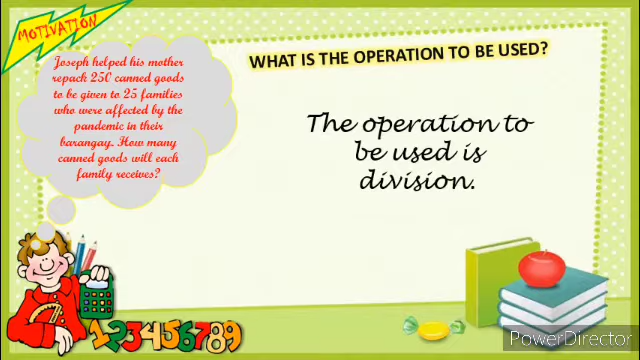 MOTIVATION
Joseph helped his mother
repack 250 canned goods
to be given to 25 families
who were affected by the
pandemic in their
barangay. How many
canned goods will each
family receives?
WHAT IS THE OPERATION TO BE USED?
The operation to
be used is
division.
123456789
PowerDirector